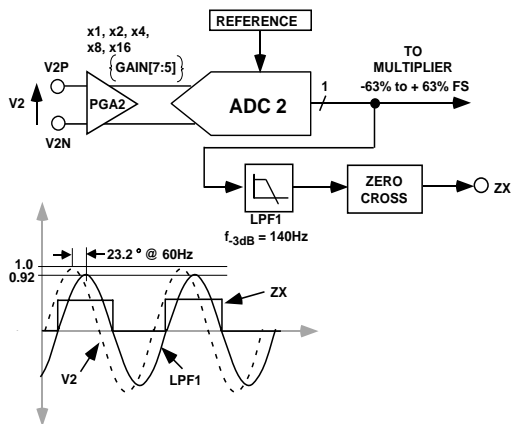 REFERENCE
x1, x2, x4,
x8, x16
{GAIN[7:5]}
V2P
V2
V2N
PGA2
ADC 2
1
TO
MULTIPLIER
-63% to + 63% FS
LPF1
f-3dB = 140Hz
ZERO
CROSS
ZX
23.2° @ 60Hz
1.0
0.92
ZX
V2
LPF1